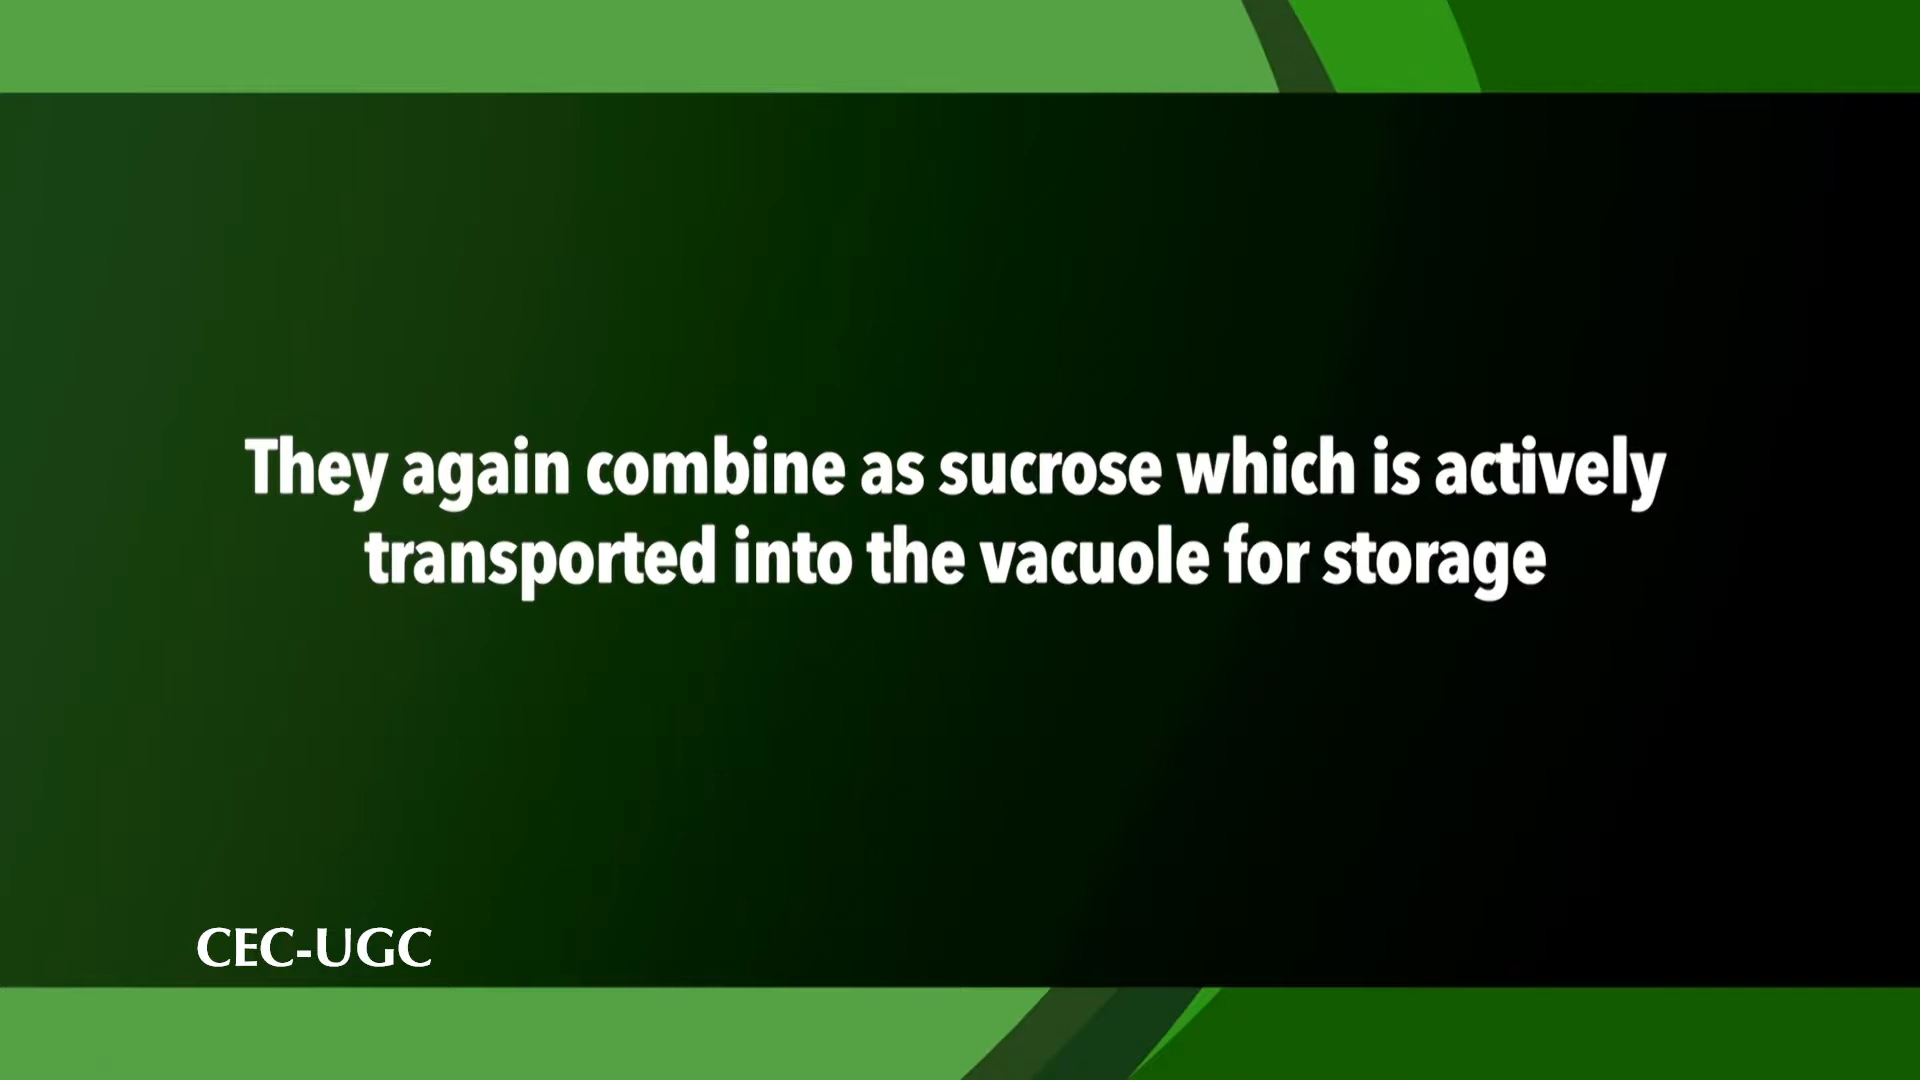 They again combine as sucrose which is actively
transported into the vacuole for storage
CEC-UGC